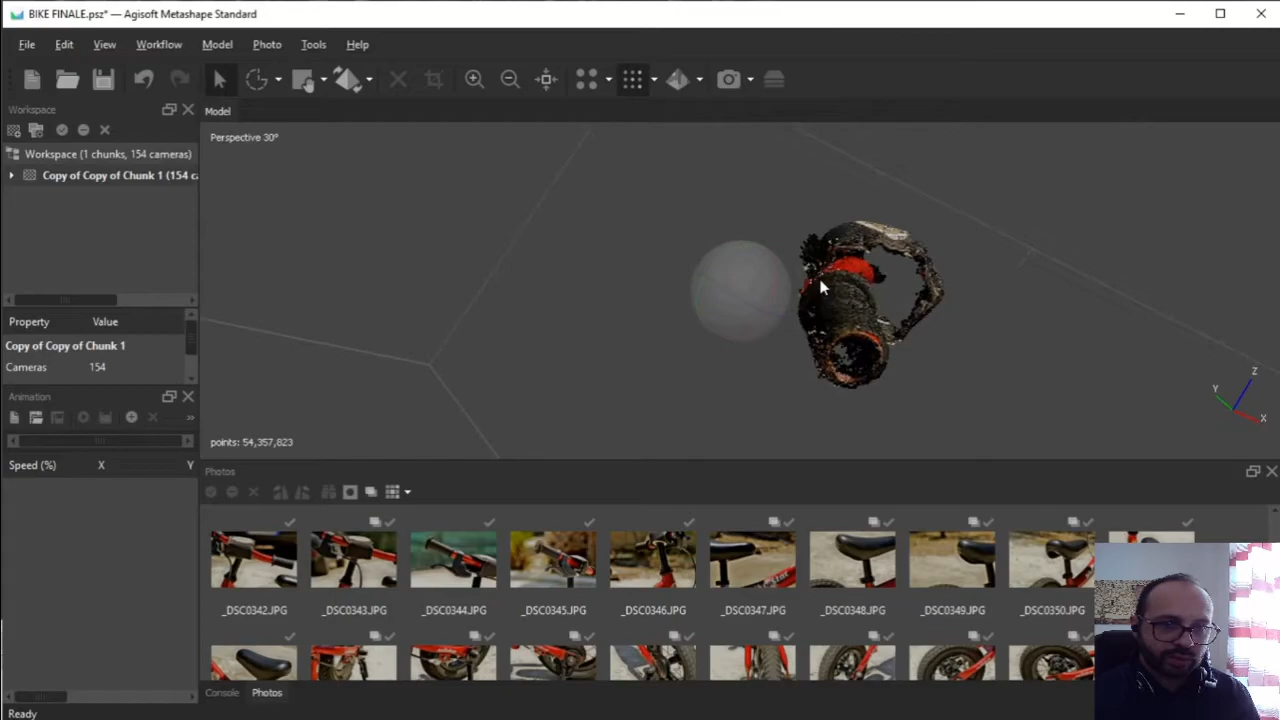 BIKE FINALE.psz* — Agisoft Metashape Standard
File Edit View Workflow Model Photo Tools Help
Workspace
Model
Perspective 30°
Workspace (1 chunks, 154 cameras)
Copy of Copy of Chunk 1 (154 c
Property Value
Copy of Copy of Chunk 1
Cameras 154
Animation
Speed (%) X Y
Z
Y
X
points: 54,357,823
Photos
_DSC0342.JPG _DSC0343.JPG _DSC0344.JPG _DSC0345.JPG _DSC0346.JPG _DSC0347.JPG _DSC0348.JPG _DSC0349.JPG _DSC0350.JPG
Console Photos
Ready